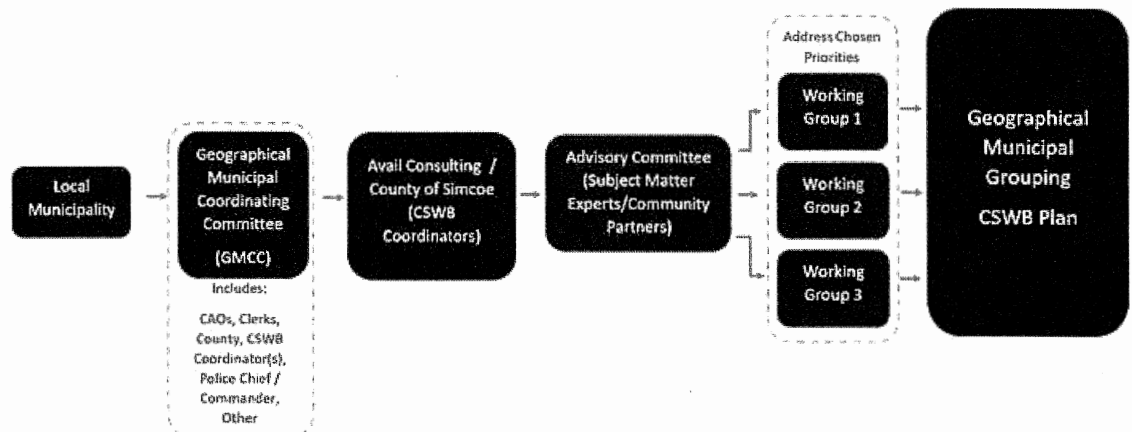 Local
Municipality
Geographical
Municipal
Coordinating
Committee
(GMCC)
Includes:
CAOs, Clerks,
County, CSWB
Coordinator(s),
Police Chief /
Commander,
Other
Avail Consulting /
County of Simcoe
(CSWB
Coordinators)
Advisory Committee
(Subject Matter
Experts/Community
Partners)
Address Chosen
Priorities
Working
Group 1
Working
Group 2
Working
Group 3
Geographical
Municipal
Grouping
CSWB Plan